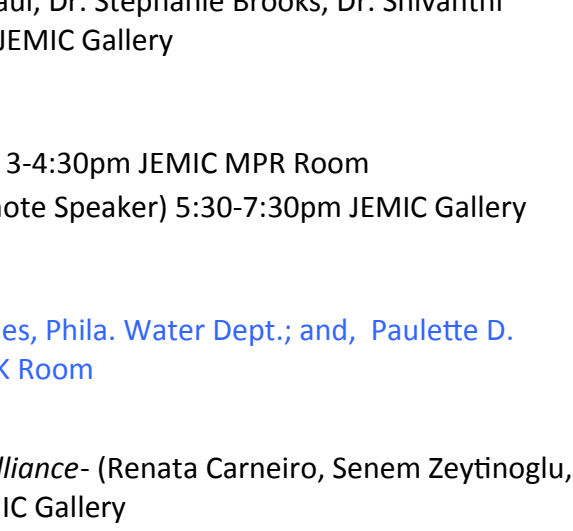 aul, Dr. Stephanie Brooks, Dr. Shivanthi
JEMIC Gallery
3-4:30pm JEMIC MPR Room
note Speaker) 5:30-7:30pm JEMIC Gallery
es, Phila. Water Dept.; and, Paulette D.
K Room
lliance- (Renata Carneiro, Senem Zeytinoglu,
IC Gallery